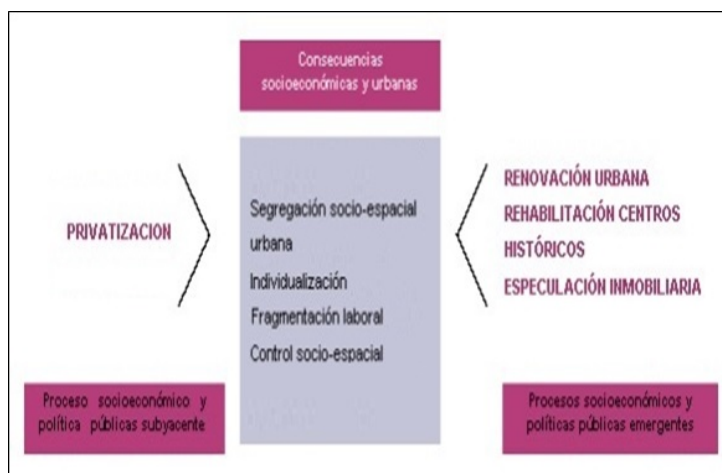 Consecuencias
socioeconómicas y urbanas
PRIVATIZACION
Segregación socio-espacial
urbana
Individualización
Fragmentación laboral
Control socio-espacial
RENOVACIÓN URBANA
REHABILITACIÓN CENTROS
HISTÓRICOS
ESPECULACIÓN INMOBILIARIA
Proceso socioeconómico y
política públicas subyacente
Procesos socioeconómicos y
políticas públicas emergentes